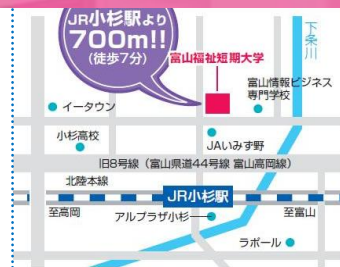 JR小杉駅より
700m!!
(徒歩7分)
下条川
富山福祉短期大学
富山情報ビジネス
専門学校
イータウン
小杉高校
JAいみず野
旧8号線（富山県道44号線 富山高岡線）
北陸本線
JR小杉駅
至高岡
アルプラザ小杉
至富山
ラポール